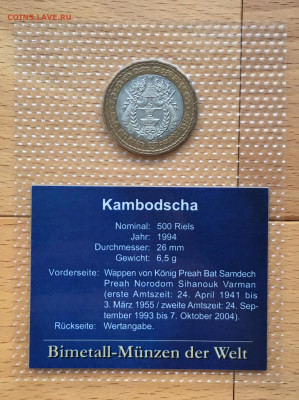 COINS.LAVE.RU
Kambodscha
Nominal: 500 Riels
Jahr: 1994
Durchmesser: 26 mm
Gewicht: 6,5 g
Vorderseite: Wappen von König Preah Bat Samdech
Preah Norodom Sihanouk Varman
(erste Amtszeit: 24. April 1941 bis
3. März 1955 / zweite Amtszeit: 24. Sep-
tember 1993 bis 7. Oktober 2004).
Rückseite: Wertangabe.
Bimetall-Münzen der Welt